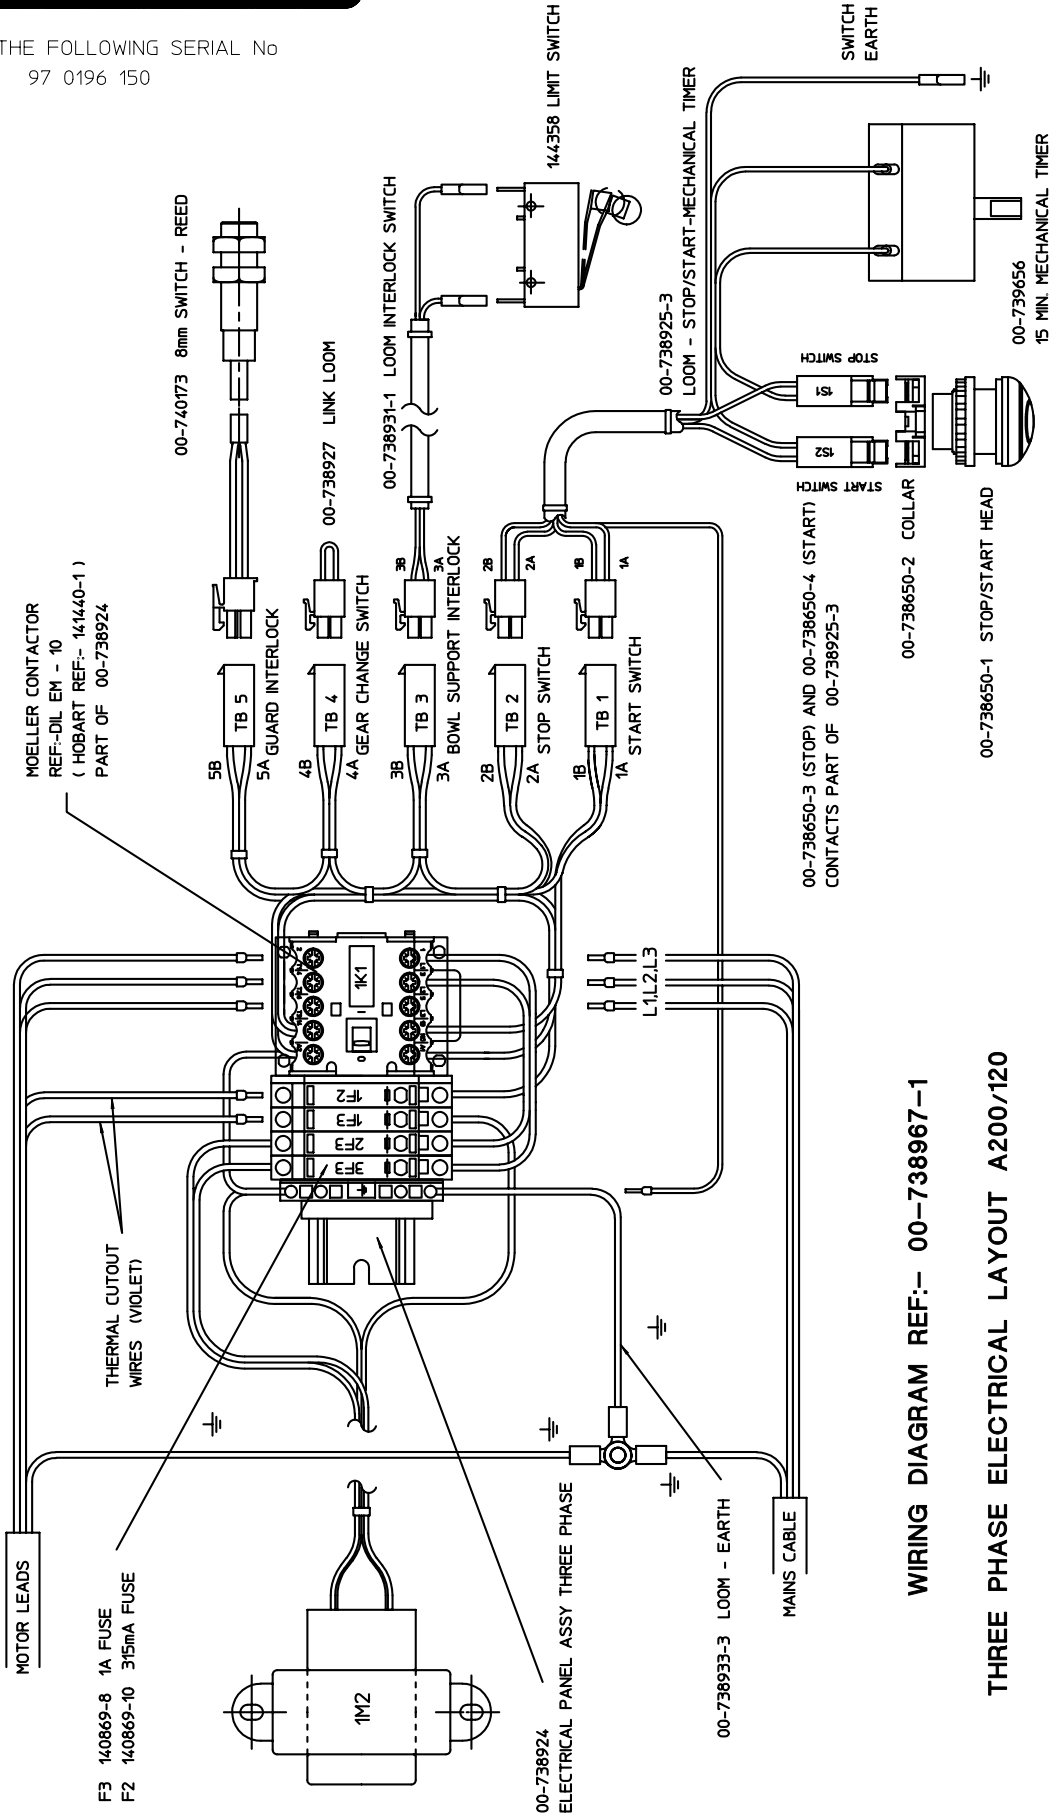 THE FOLLOWING SERIAL No
97 0196 150
SWITCH
EARTH
144358 LIMIT SWITCH
00-738925-3
LOOM - STOP/START-MECHANICAL TIMER
00-739656
15 MIN. MECHANICAL TIMER
00-740173 8mm SWITCH - REED
00-738927 LINK LOOM
00-738931-1 LOOM INTERLOCK SWITCH
STOP SWITCH
1S1
1S2
START SWITCH
00-738650-3 (STOP) AND 00-738650-4 (START)
CONTACTS PART OF 00-738925-3
00-738650-2 COLLAR
00-738650-1 STOP/START HEAD
MOELLER CONTACTOR
REF:-DIL EM - 10
( HOBART REF:- 141440-1 )
PART OF 00-738924
3B
3A
2B
2A
1B
1A
TB 5
5B
5A
GUARD INTERLOCK
TB 4
4B
4A
GEAR CHANGE SWITCH
TB 3
3B
3A
BOWL SUPPORT INTERLOCK
TB 2
2B
2A
STOP SWITCH
TB 1
1B
1A
START SWITCH
1K1
L1,L2,L3
1F2
1F3
2F3
3F3
THERMAL CUTOUT
WIRES (VIOLET)
MOTOR LEADS
F3 140869-8 1A FUSE
F2 140869-10 315mA FUSE
1M2
00-738924
ELECTRICAL PANEL ASSY THREE PHASE
00-738933-3 LOOM - EARTH
MAINS CABLE
WIRING DIAGRAM REF:- 00-738967-1
THREE PHASE ELECTRICAL LAYOUT A200/120